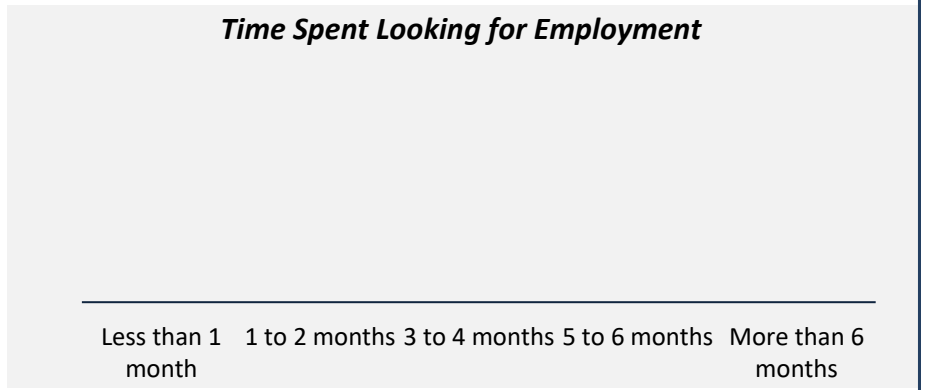 Time Spent Looking for Employment
Less than 1 month
1 to 2 months
3 to 4 months
5 to 6 months
More than 6 months